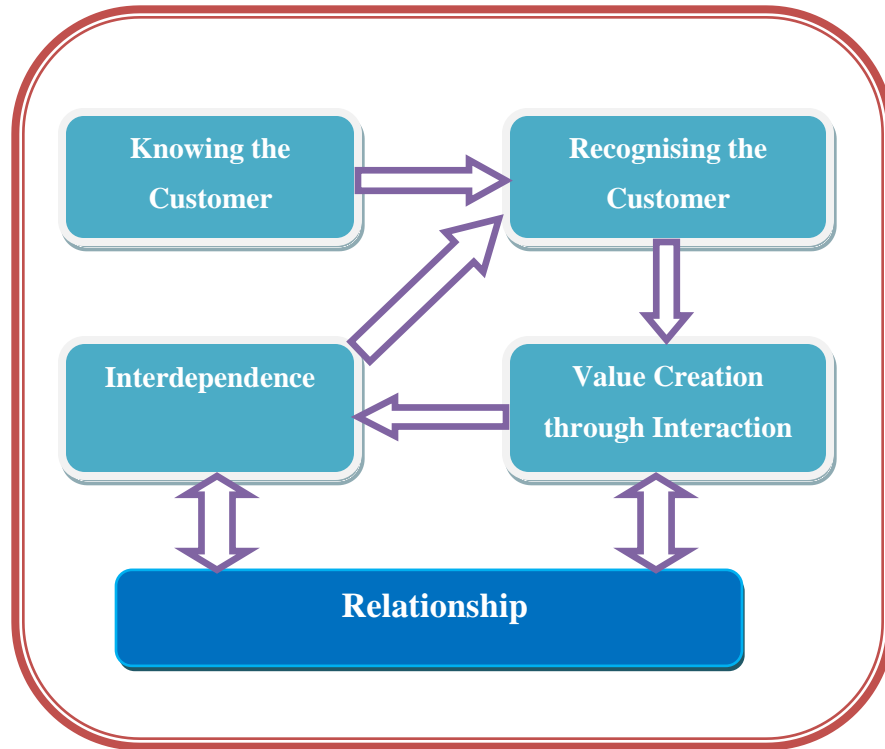 Knowing the
Customer
Recognising the
Customer
Interdependence
Value Creation
through Interaction
Relationship